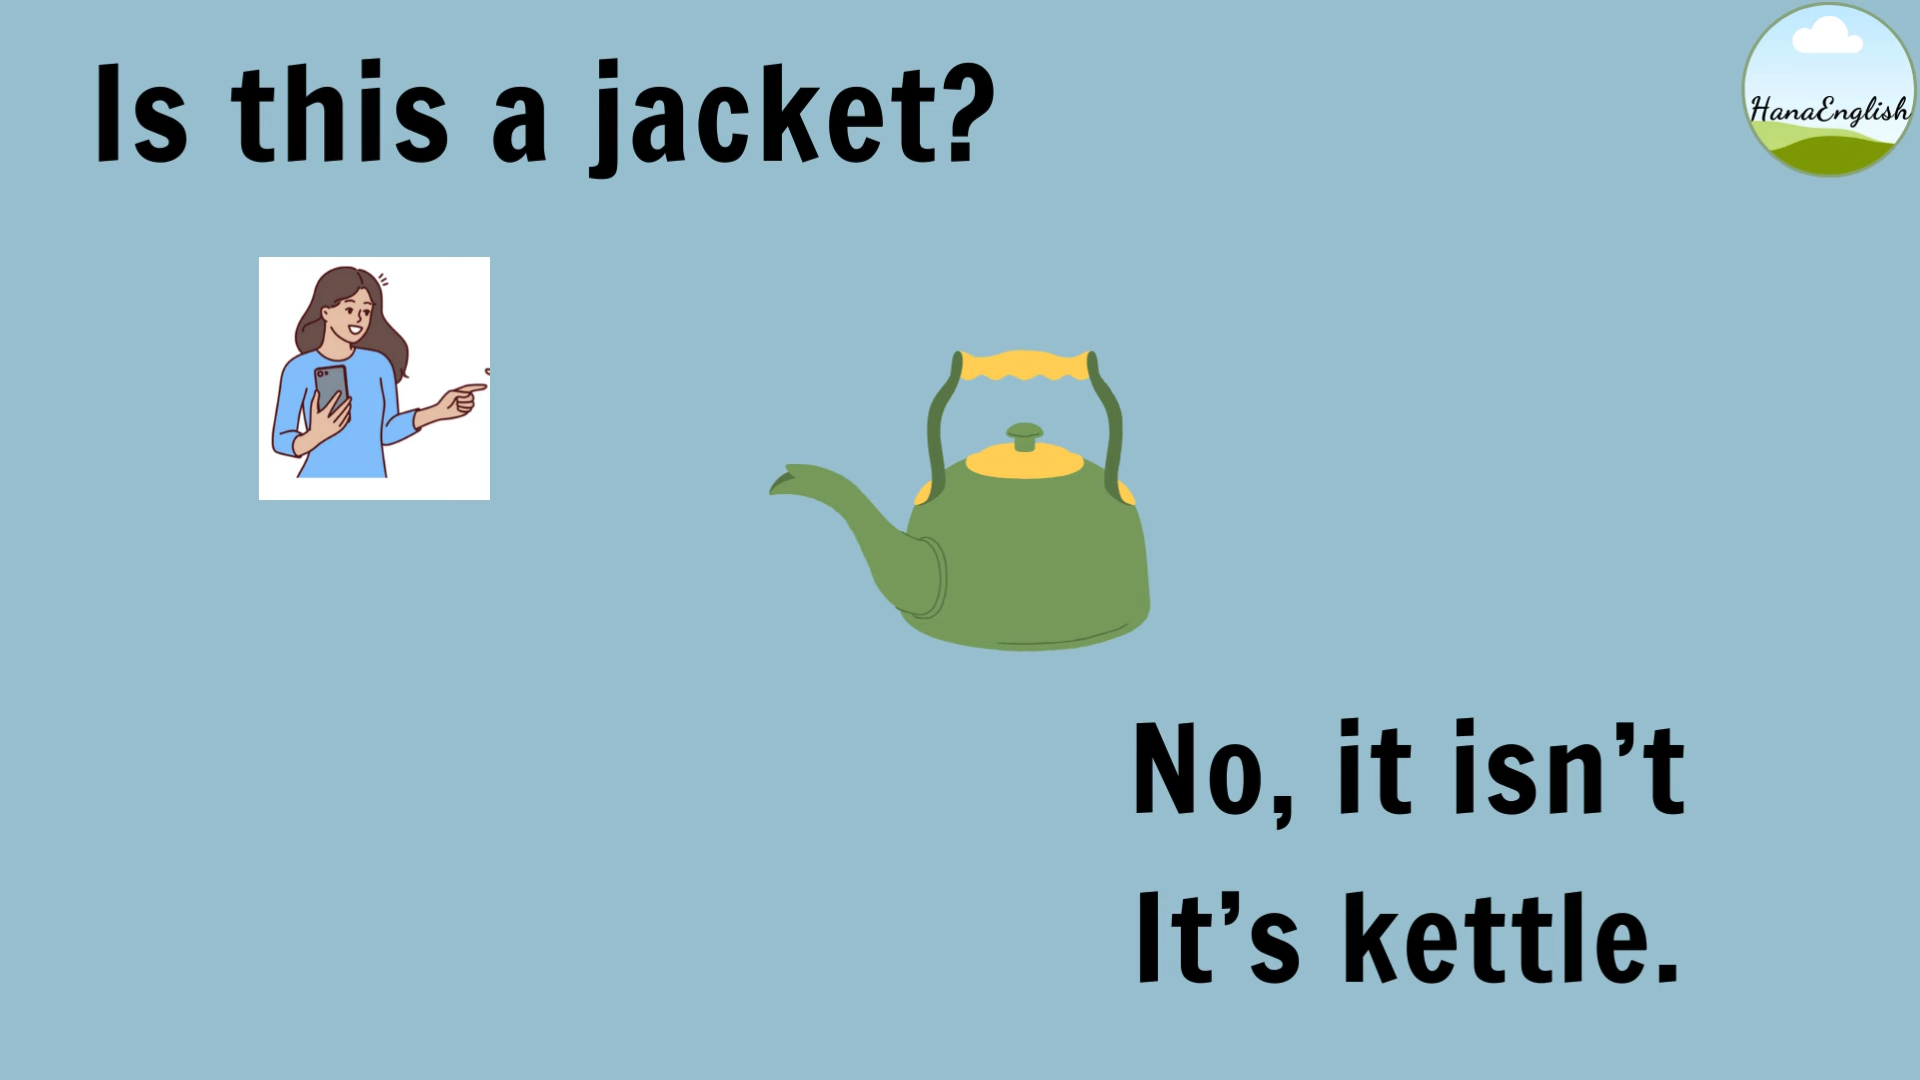 Is this a jacket?
HanaEnglish
No, it isn’t
It’s kettle.